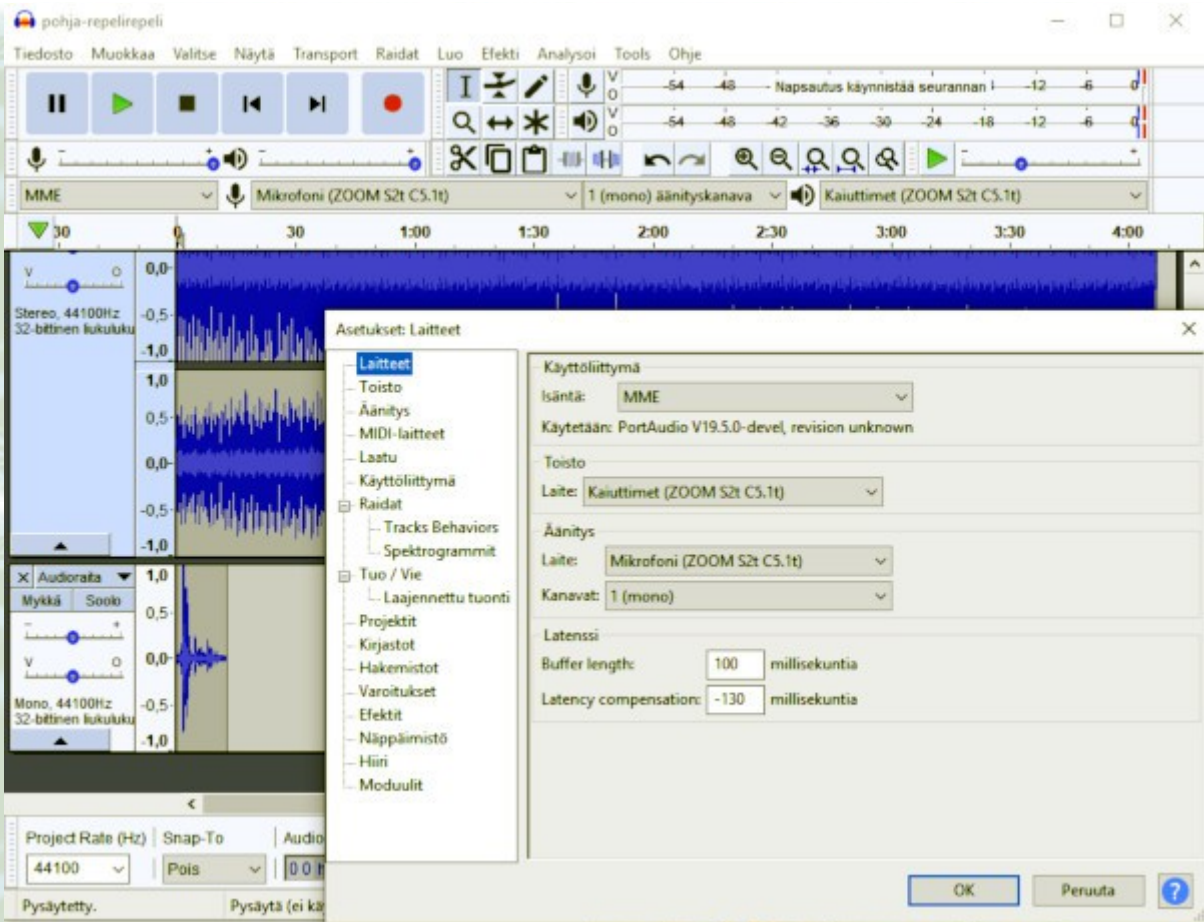 pohja-repelirepeli
Tiedosto Muokkaa Valitse Näytä Transport Raidat Luo Efekti Analysoi Tools Ohje
V O -54 -48 - Napsautus käynnistää seurannan -12 -6 0
V O -54 -48 -42 -36 -30 -24 -18 -12 -6 0
MME Mikrofoni (ZOOM S2t C5.1t) 1 (mono) äänityskanava Kaiuttimet (ZOOM S2t C5.1t)
30 0 30 1:00 1:30 2:00 2:30 3:00 3:30 4:00
V O
Stereo, 44100Hz
32-bittinen liukuluku
0,0
-0,5
-1,0
1,0
0,5
0,0
-0,5
-1,0
X Audioraita
Mykkä Soolo
- +
V O
Mono, 44100Hz
32-bittinen liukuluku
1,0
0,5
0,0
-0,5
-1,0
Project Rate (Hz) Snap-To Audio
44100 Pois 00 h
Pysäytetty. Pysäytä (ei kä
Asetukset: Laitteet
Laitteet
Toisto
Äänitys
MIDI-laitteet
Laatu
Käyttöliittymä
Raidat
Tracks Behaviors
Spektrogrammit
Tuo / Vie
Laajennettu tuonti
Projektit
Kirjastot
Hakemistot
Varoitukset
Efektit
Näppäimistö
Hiiri
Moduulit
Käyttöliittymä
Isäntä: MME
Käytetään: PortAudio V19.5.0-devel, revision unknown
Toisto
Laite: Kaiuttimet (ZOOM S2t C5.1t)
Äänitys
Laite: Mikrofoni (ZOOM S2t C5.1t)
Kanavat: 1 (mono)
Latenssi
Buffer length: 100 millisekuntia
Latency compensation: -130 millisekuntia
OK Peruuta ?